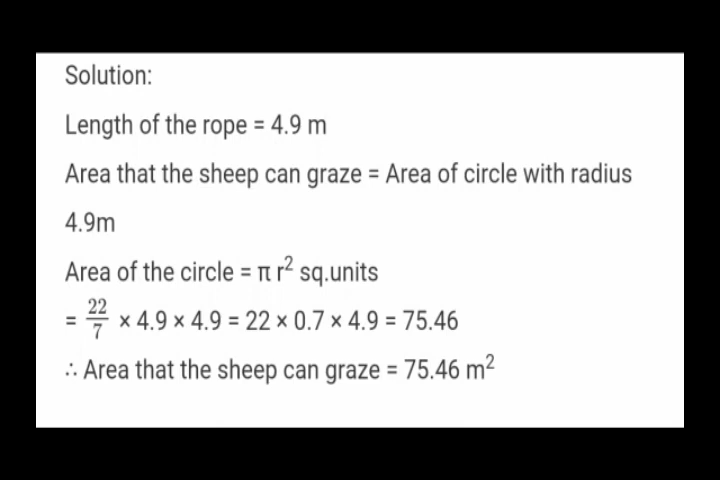 Solution:
Length of the rope = 4.9 m
Area that the sheep can graze = Area of circle with radius
4.9m
Area of the circle = π r² sq.units
= 22/7 × 4.9 × 4.9 = 22 × 0.7 × 4.9 = 75.46
∴ Area that the sheep can graze = 75.46 m²